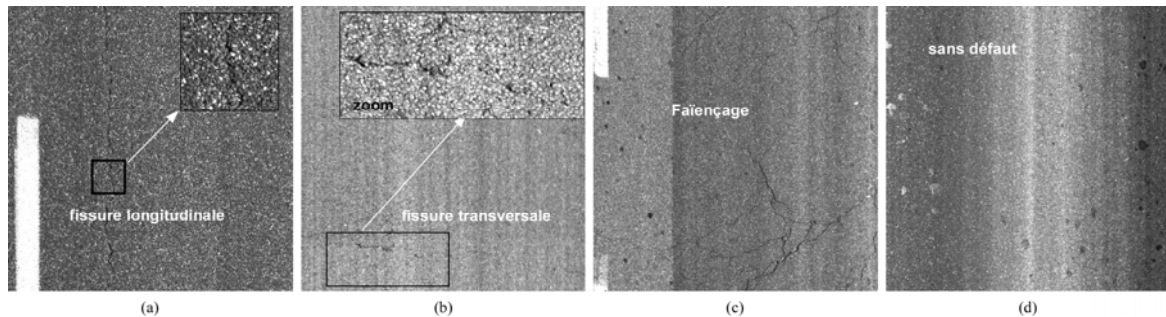 fissure longitudinale
zoom
fissure transversale
Faïençage
sans défaut
(a)
(b)
(c)
(d)